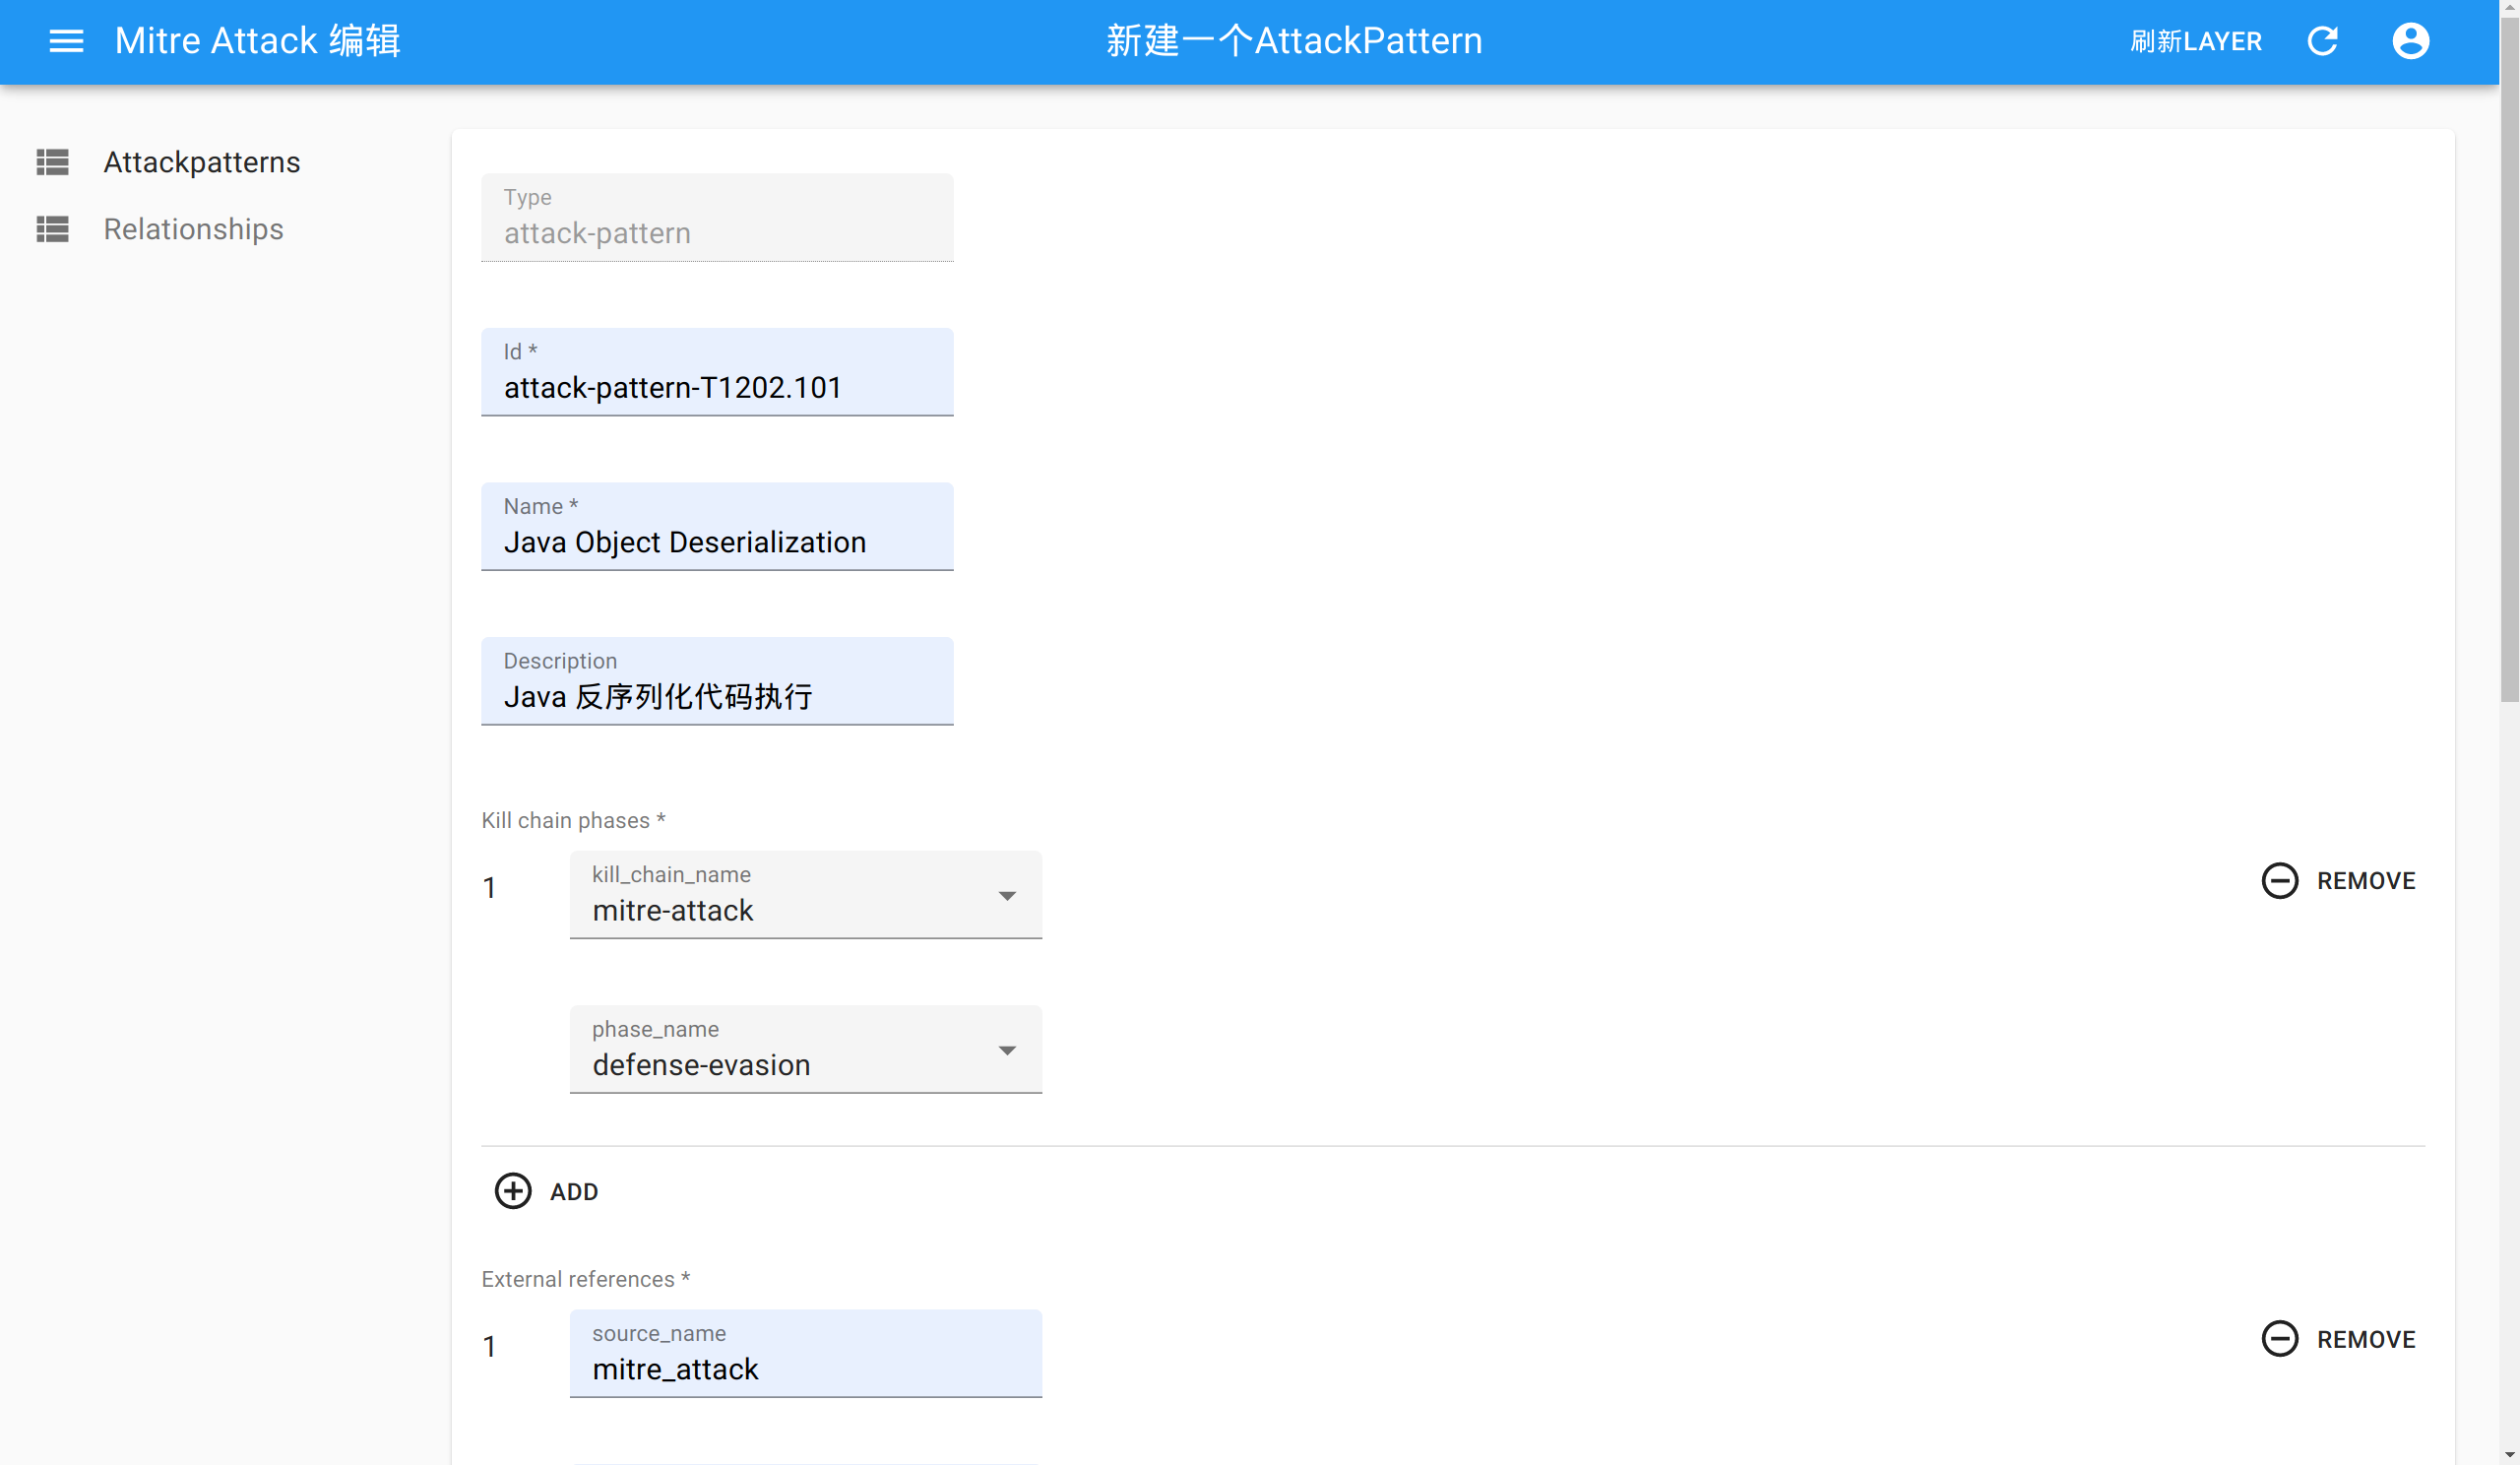 Mitre Attack 编辑
新建一个AttackPattern
刷新LAYER
Attackpatterns
Relationships
Type
attack-pattern
Id *
attack-pattern-T1202.101
Name *
Java Object Deserialization
Description
Java 反序列化代码执行
Kill chain phases *
1
kill_chain_name
mitre-attack
REMOVE
phase_name
defense-evasion
ADD
External references *
1
source_name
mitre_attack
REMOVE